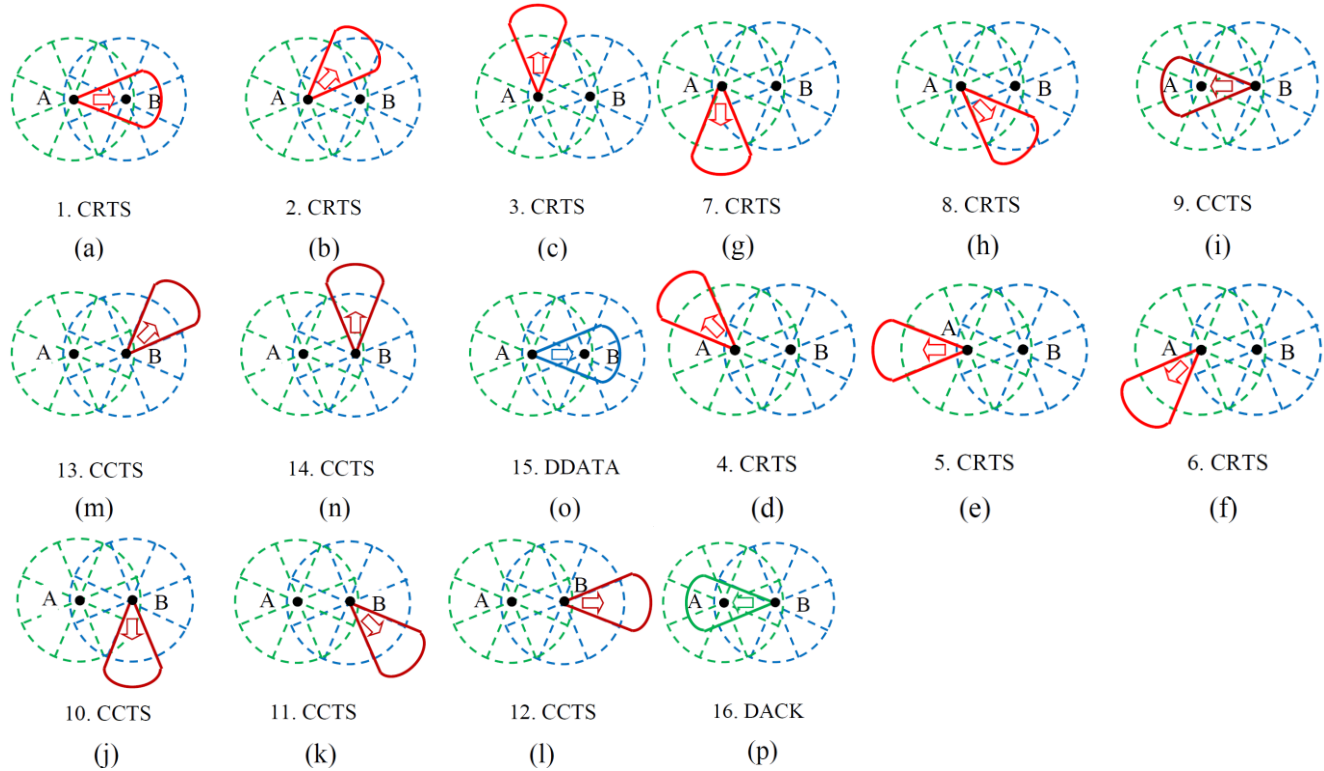 A B A B A B A B A B A B
1. CRTS 2. CRTS 3. CRTS 7. CRTS 8. CRTS 9. CCTS
(a) (b) (c) (g) (h) (i)
A B A B A B A B A B A B
13. CCTS 14. CCTS 15. DDATA 4. CRTS 5. CRTS 6. CRTS
(m) (n) (o) (d) (e) (f)
A B A B A B A B
10. CCTS 11. CCTS 12. CCTS 16. DACK
(j) (k) (l) (p)